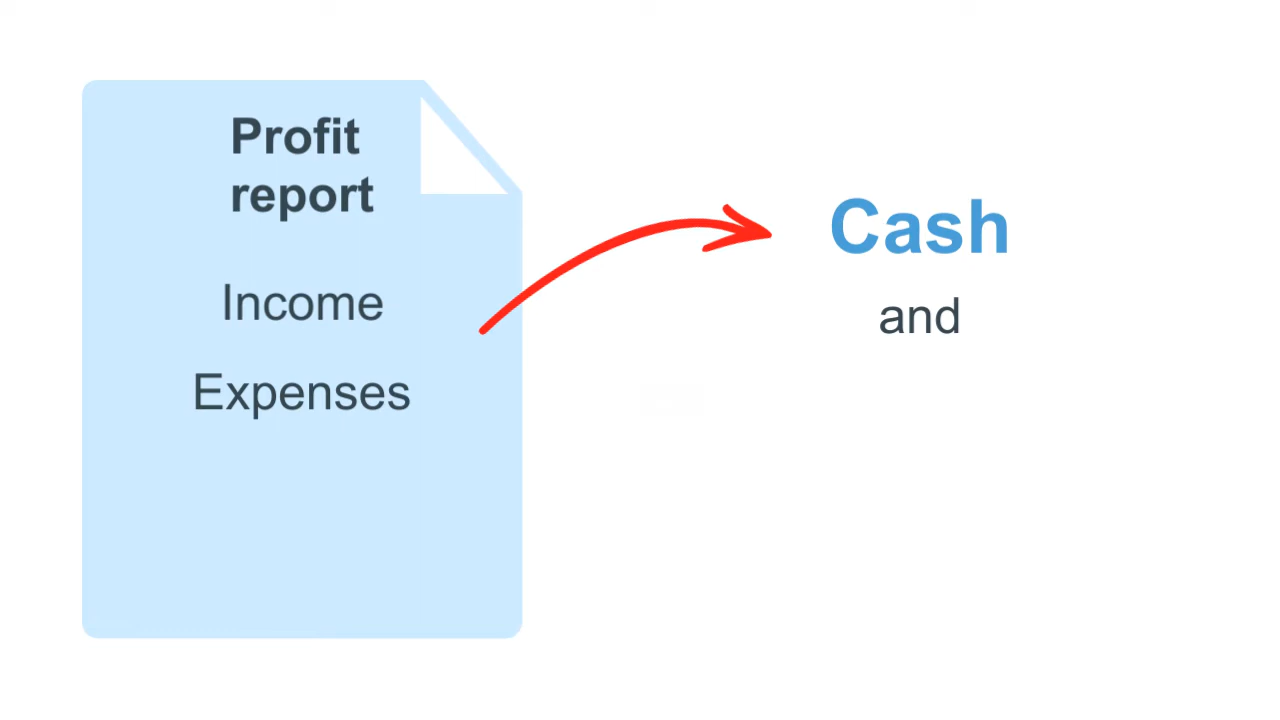 Profit
report
Income
Expenses
Cash
and